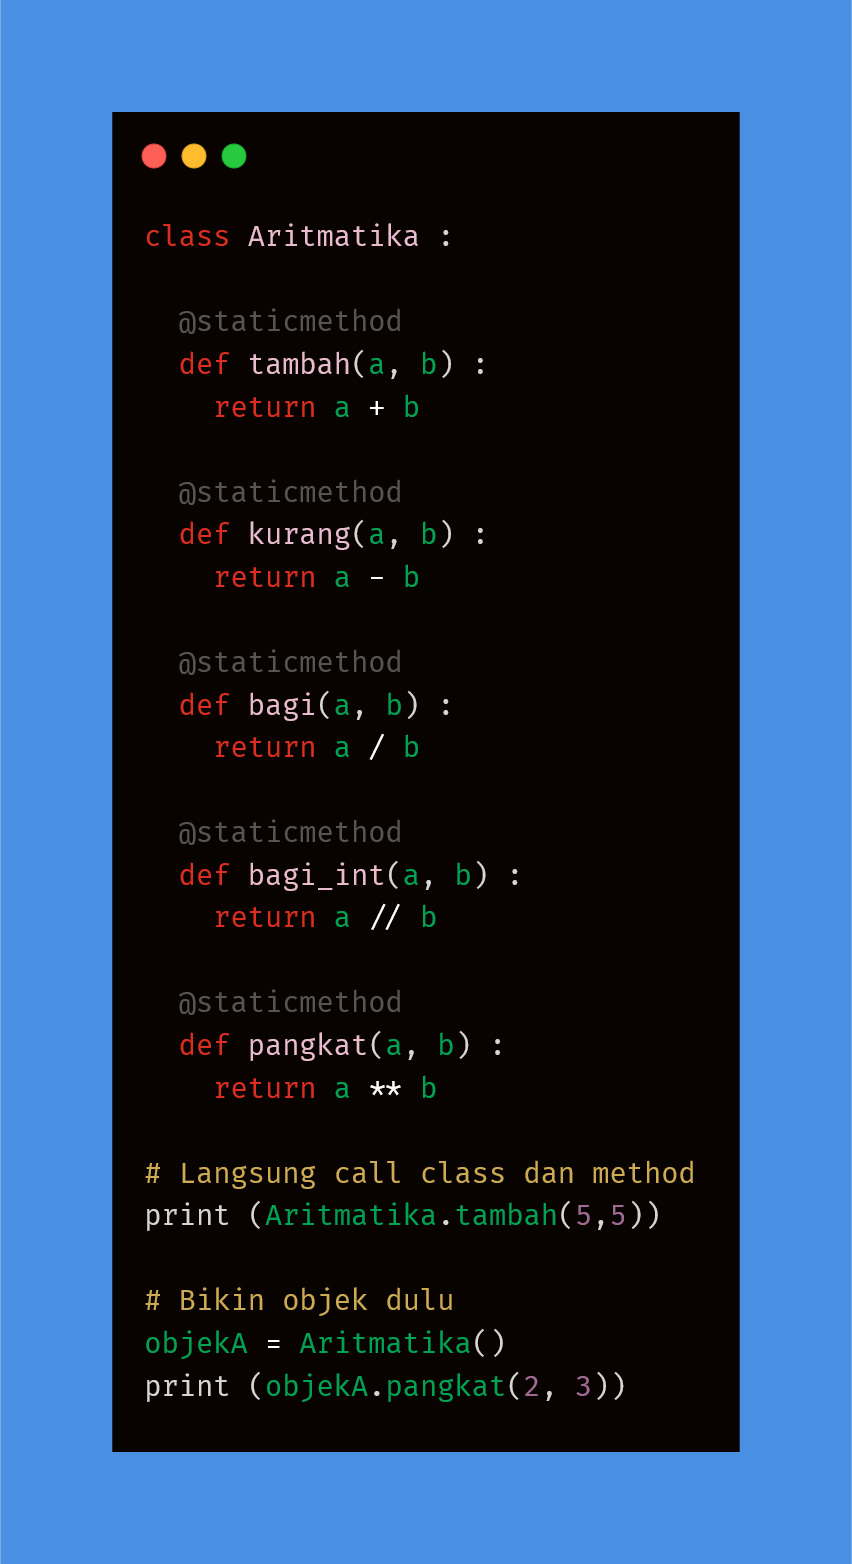 class Aritmatika :
  @staticmethod
  def tambah(a, b) :
    return a + b
  @staticmethod
  def kurang(a, b) :
    return a - b
  @staticmethod
  def bagi(a, b) :
    return a / b
  @staticmethod
  def bagi_int(a, b) :
    return a // b
  @staticmethod
  def pangkat(a, b) :
    return a ** b
# Langsung call class dan method
print (Aritmatika.tambah(5,5))
# Bikin objek dulu
objekA = Aritmatika()
print (objekA.pangkat(2, 3))